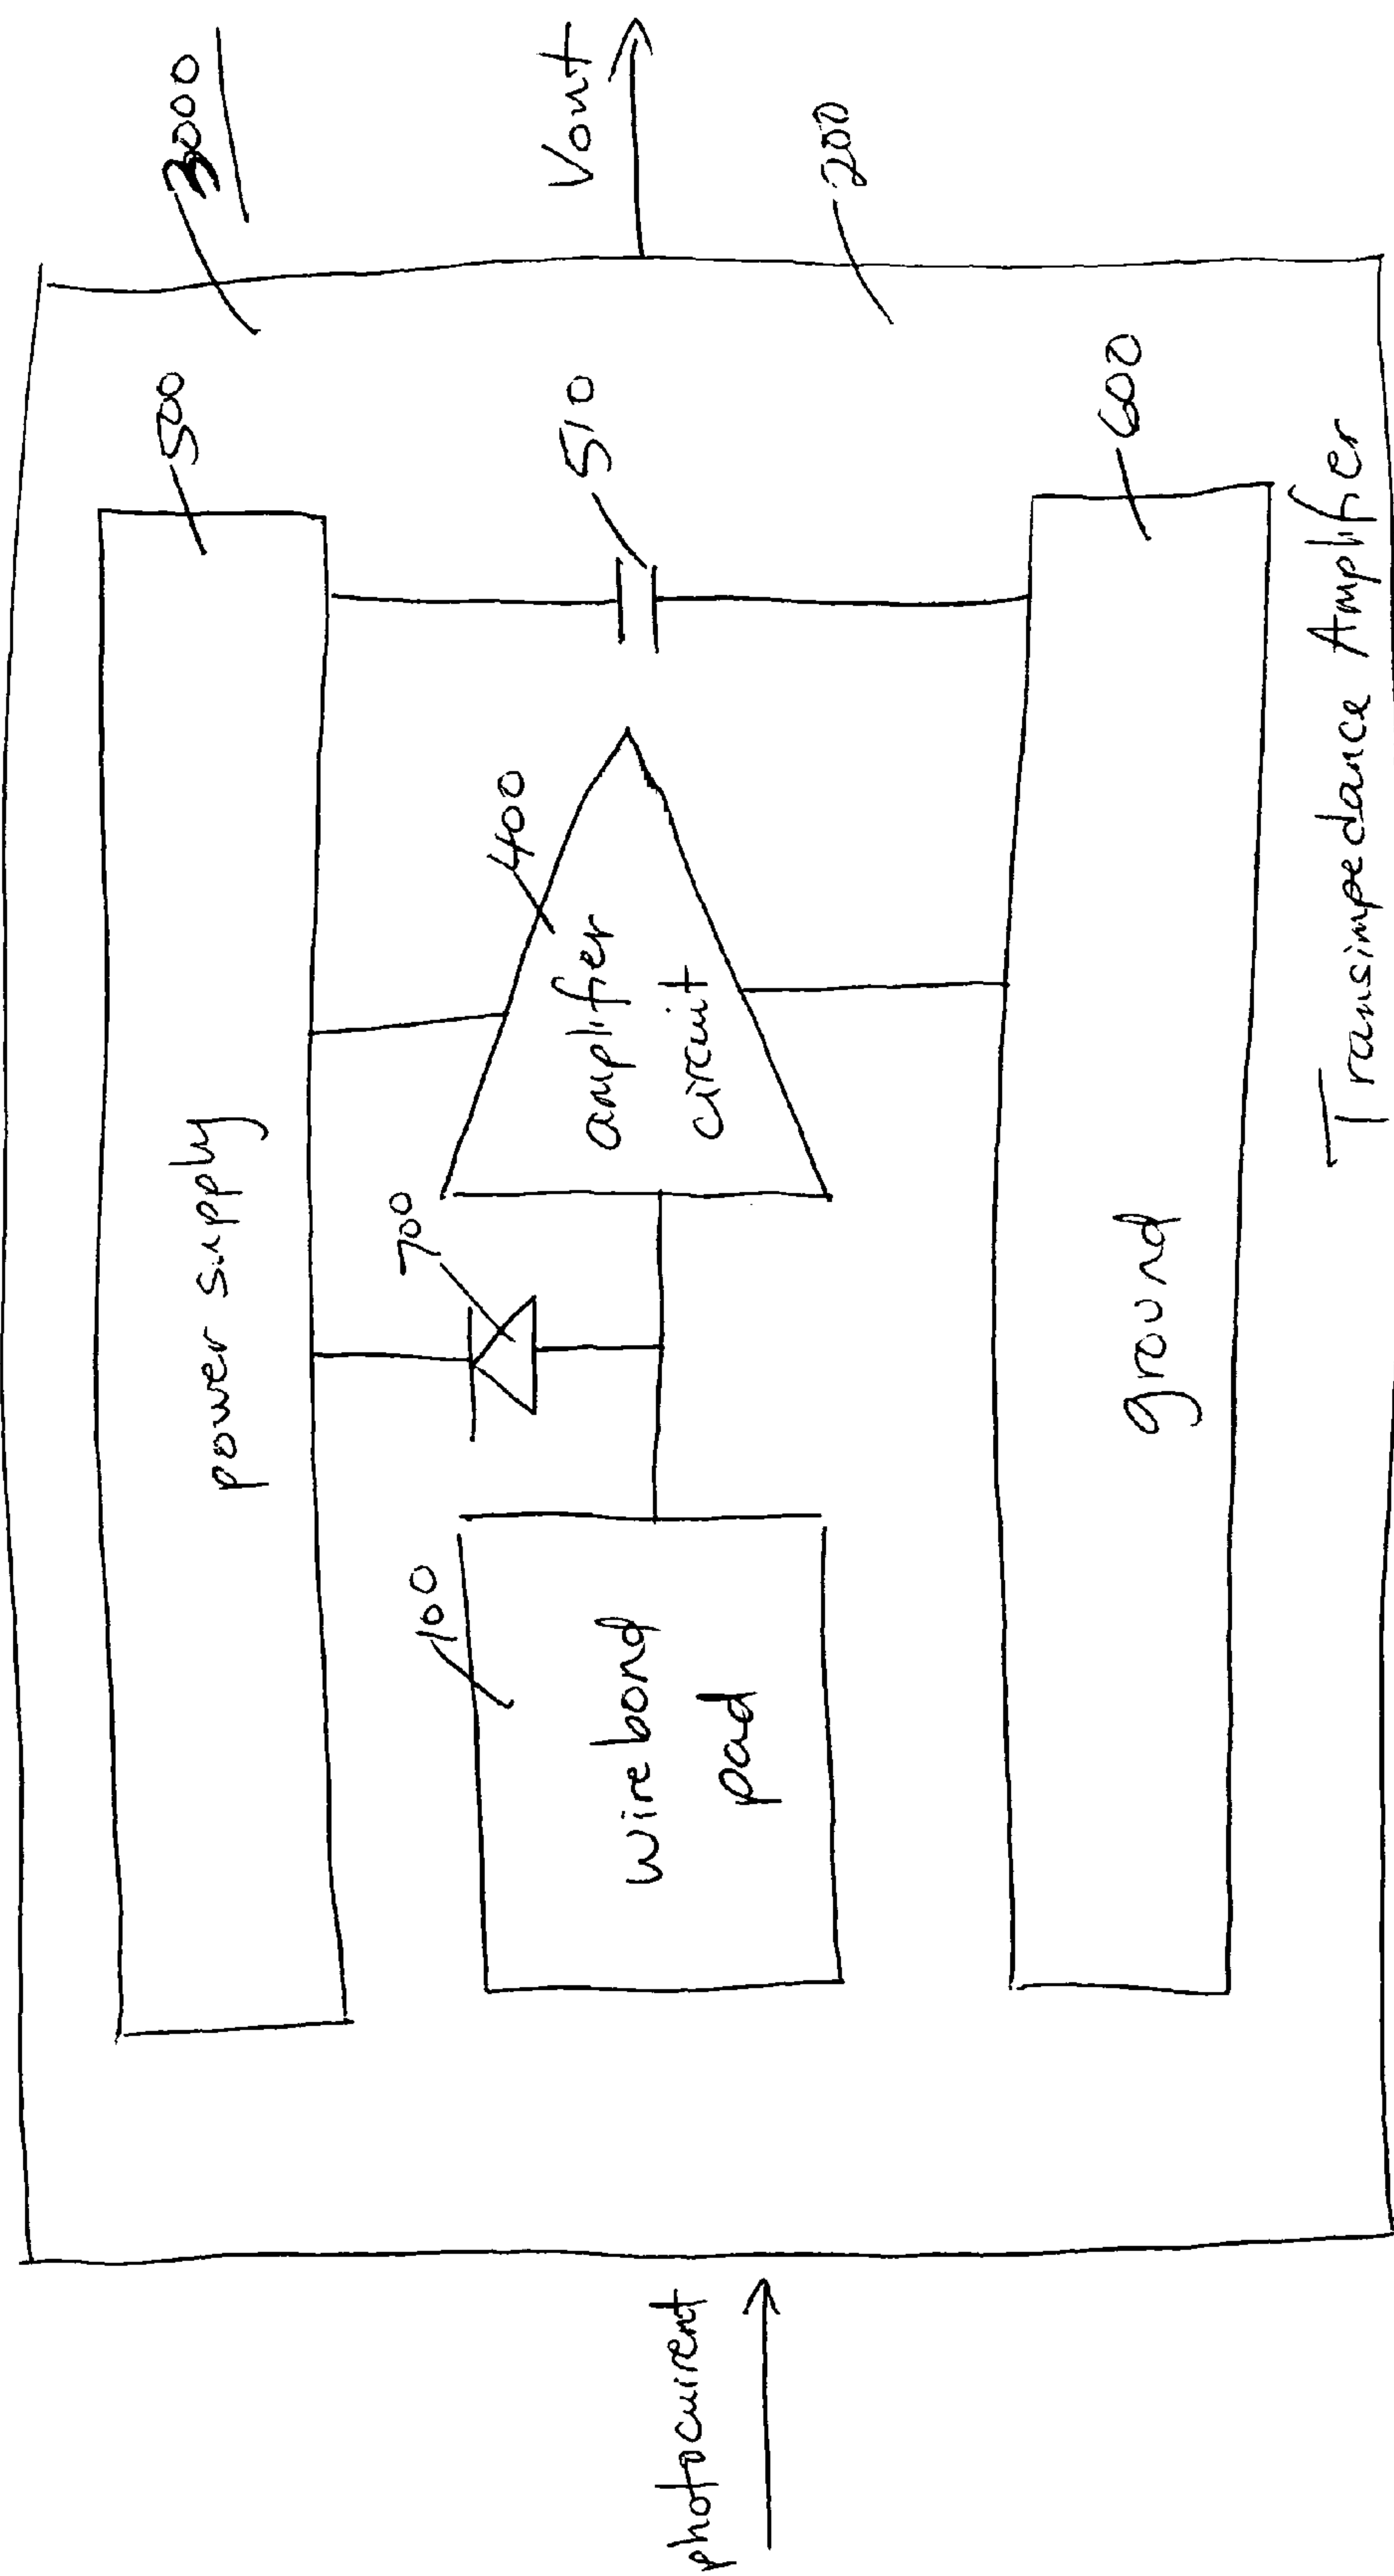 3000
500
power supply
Vout
510
400
700
100
amplifier
circuit
wirebond
pad
photocurrent
200
600
ground
Transimpedance Amplifier